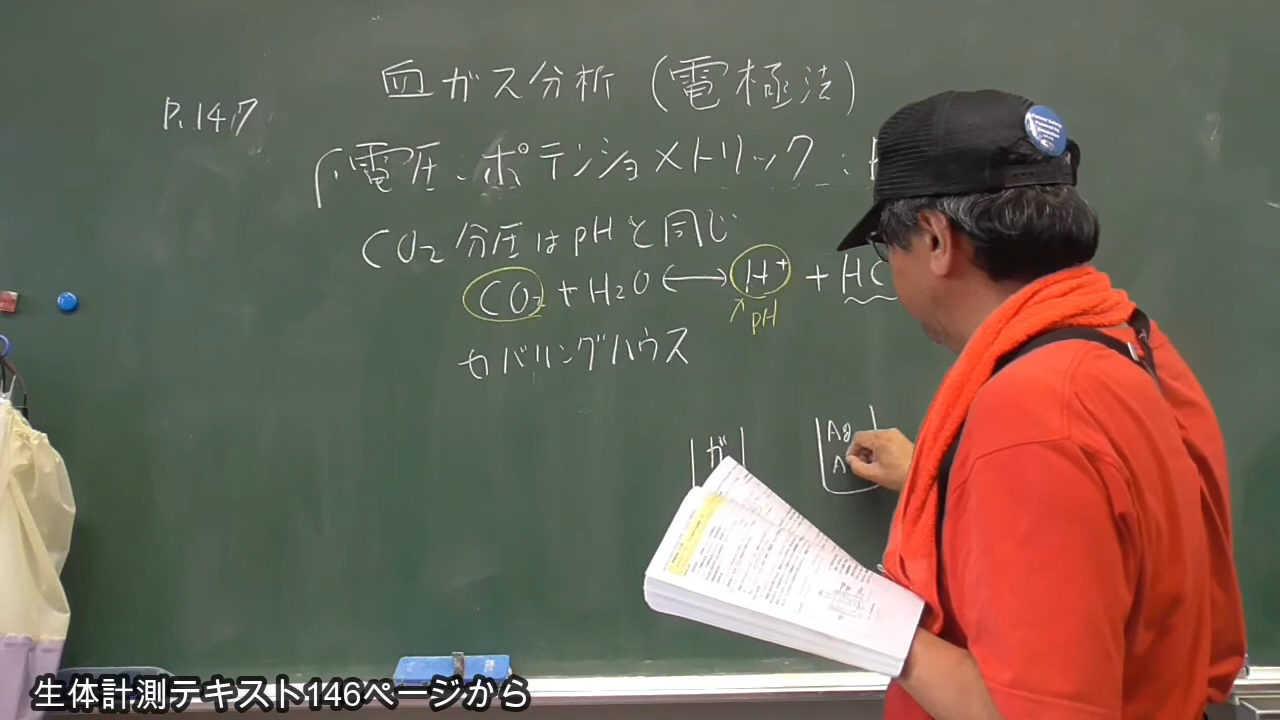 血ガス分析(電極法)
P.147
電圧、ポテンショメトリック:
CO₂分圧はpHと同じ
CO₂ + H₂O ⟷ H⁺ + HC
↑pH
セバリングハウス
ガ
Ag
A
生体計測テキスト146ページから